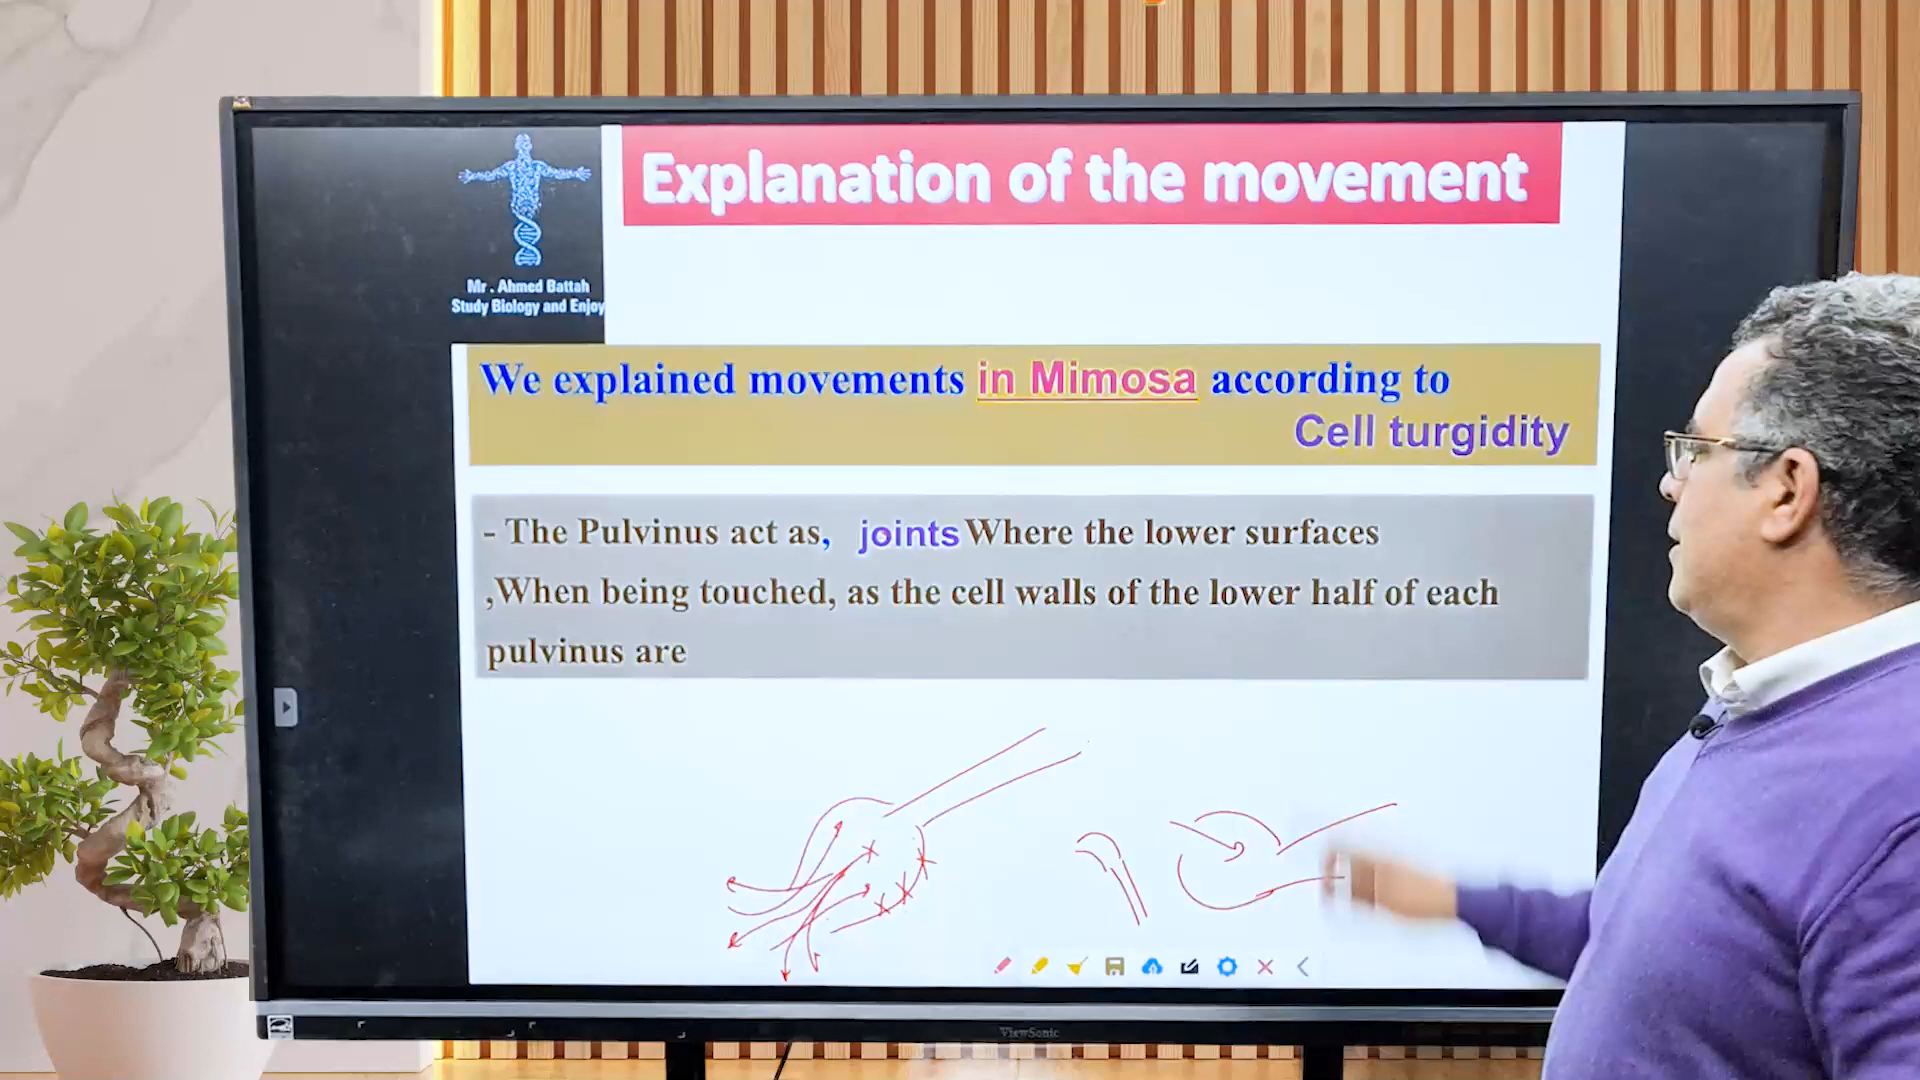 Explanation of the movement
Mr . Ahmed Battah
Study Biology and Enjoy
We explained movements in Mimosa according to
Cell turgidity
- The Pulvinus act as, joints Where the lower surfaces
,When being touched, as the cell walls of the lower half of each
pulvinus are
ViewSonic